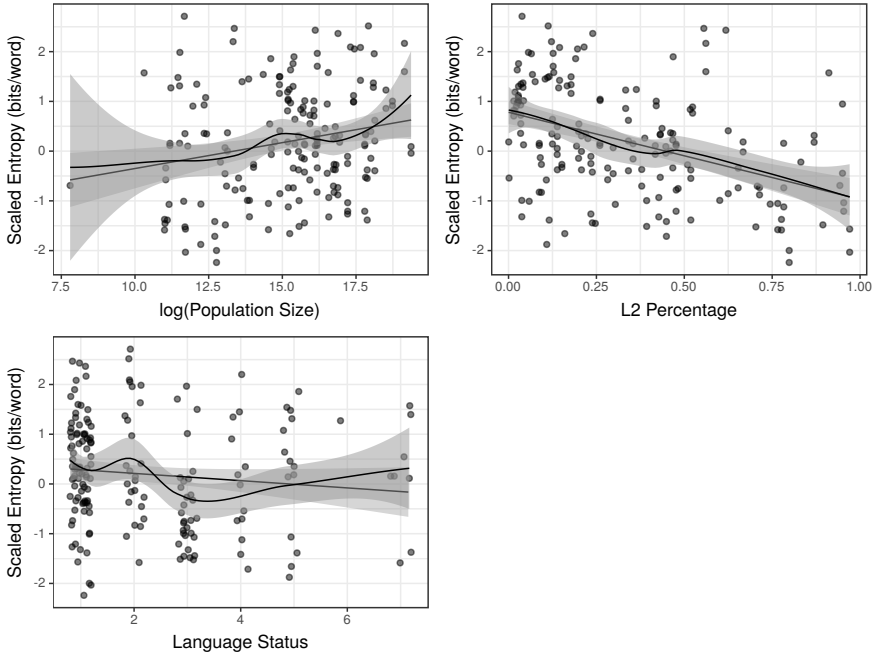 Scaled Entropy (bits/word)
2
1
0
-1
-2
7.5 10.0 12.5 15.0 17.5
log(Population Size)
Scaled Entropy (bits/word)
2
1
0
-1
-2
0.00 0.25 0.50 0.75 1.00
L2 Percentage
Scaled Entropy (bits/word)
2
1
0
-1
-2
2 4 6
Language Status